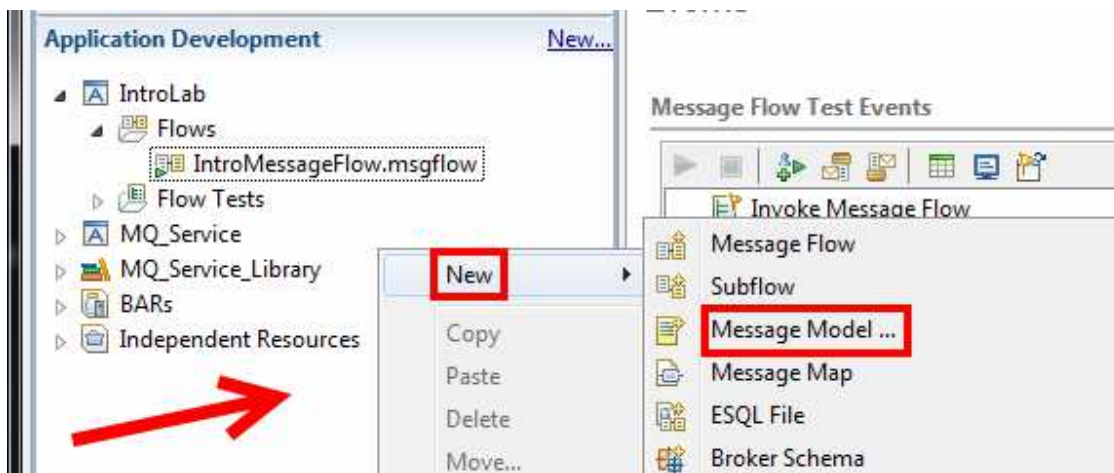 Application Development New...
IntroLab
Flows
IntroMessageFlow.msgflow
Flow Tests
MQ_Service
MQ_Service_Library
BARs
Independent Resources
Message Flow Test Events
Invoke Message Flow
New
Copy
Paste
Delete
Move...
Message Flow
Subflow
Message Model ...
Message Map
ESQL File
Broker Schema